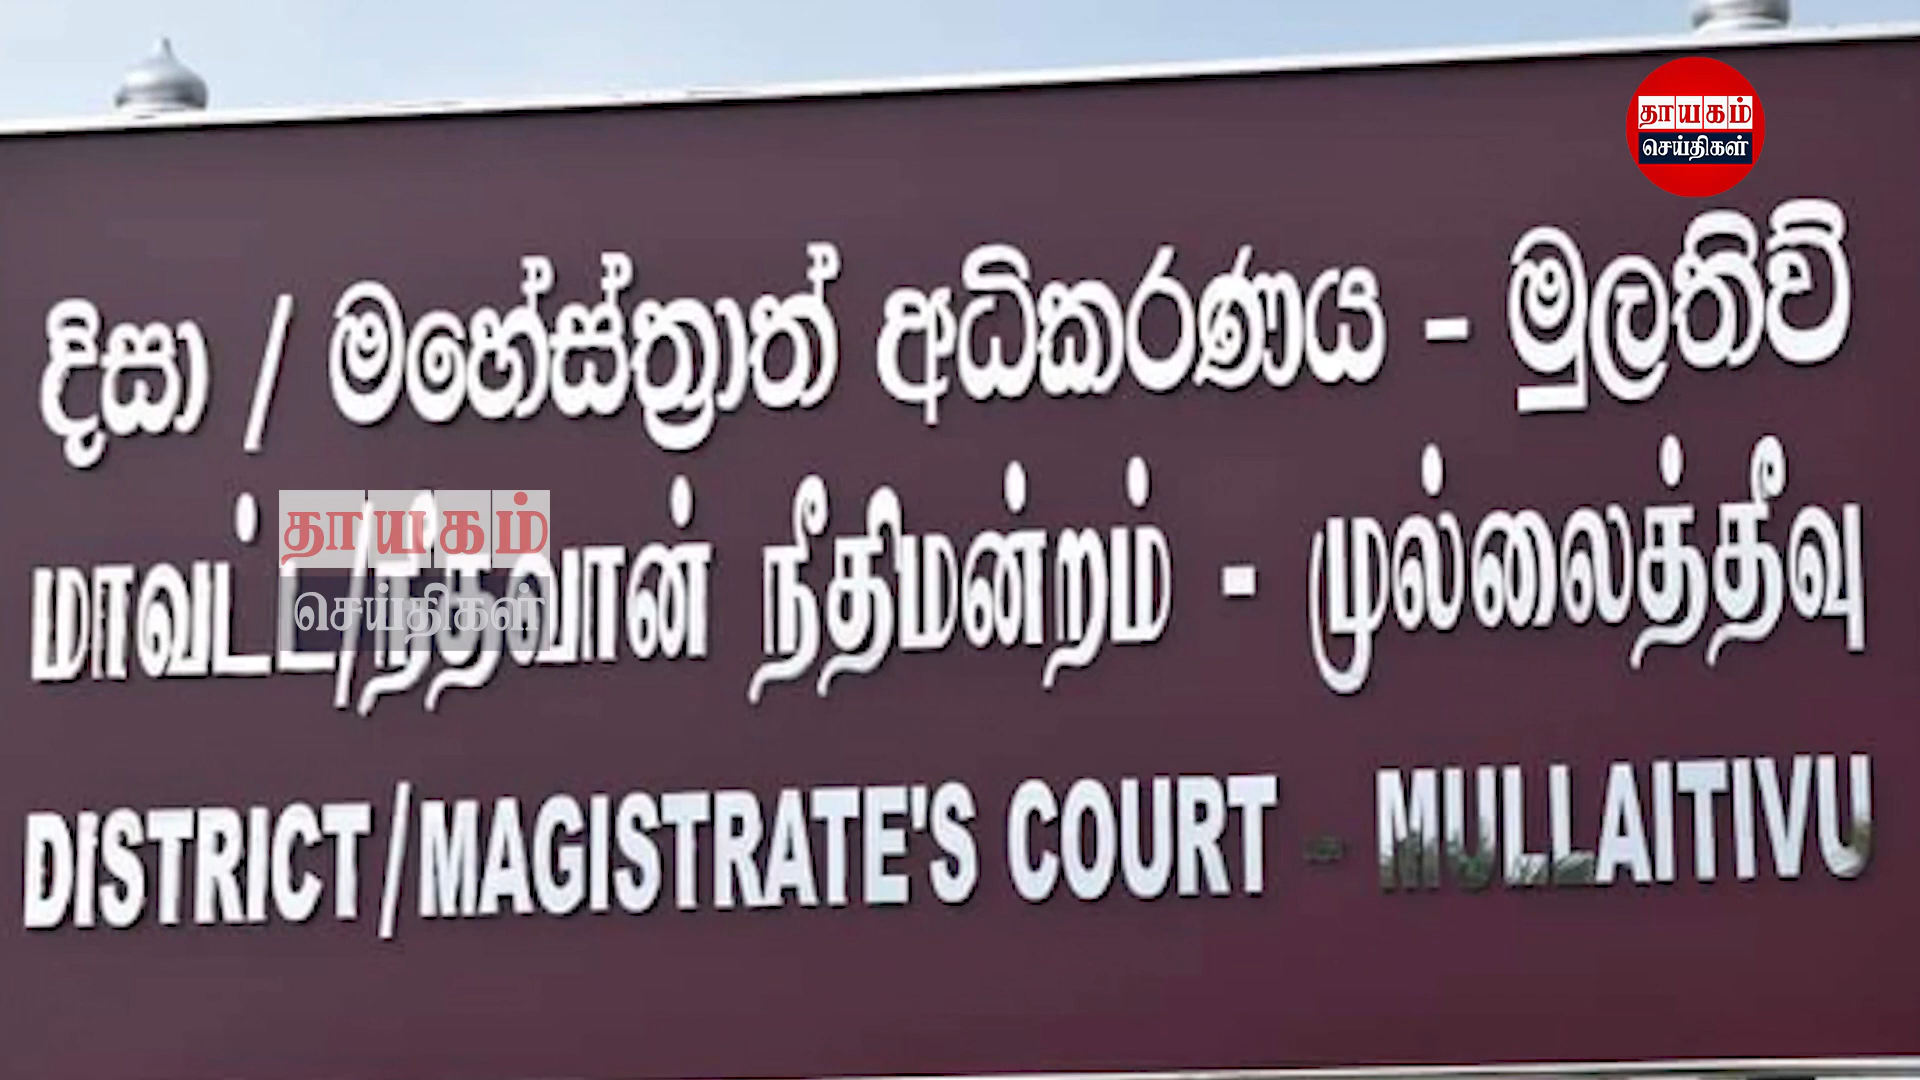 தாயகம்
செய்திகள்
දිසා / මහේස්ත්‍රාත් අධිකරණය - මුලතිව්
மாவட்ட/நீதவான் நீதிமன்றம் - முல்லைத்தீவு
தாயகம்
செய்திகள்
DISTRICT/MAGISTRATE'S COURT - MULLAITIVU